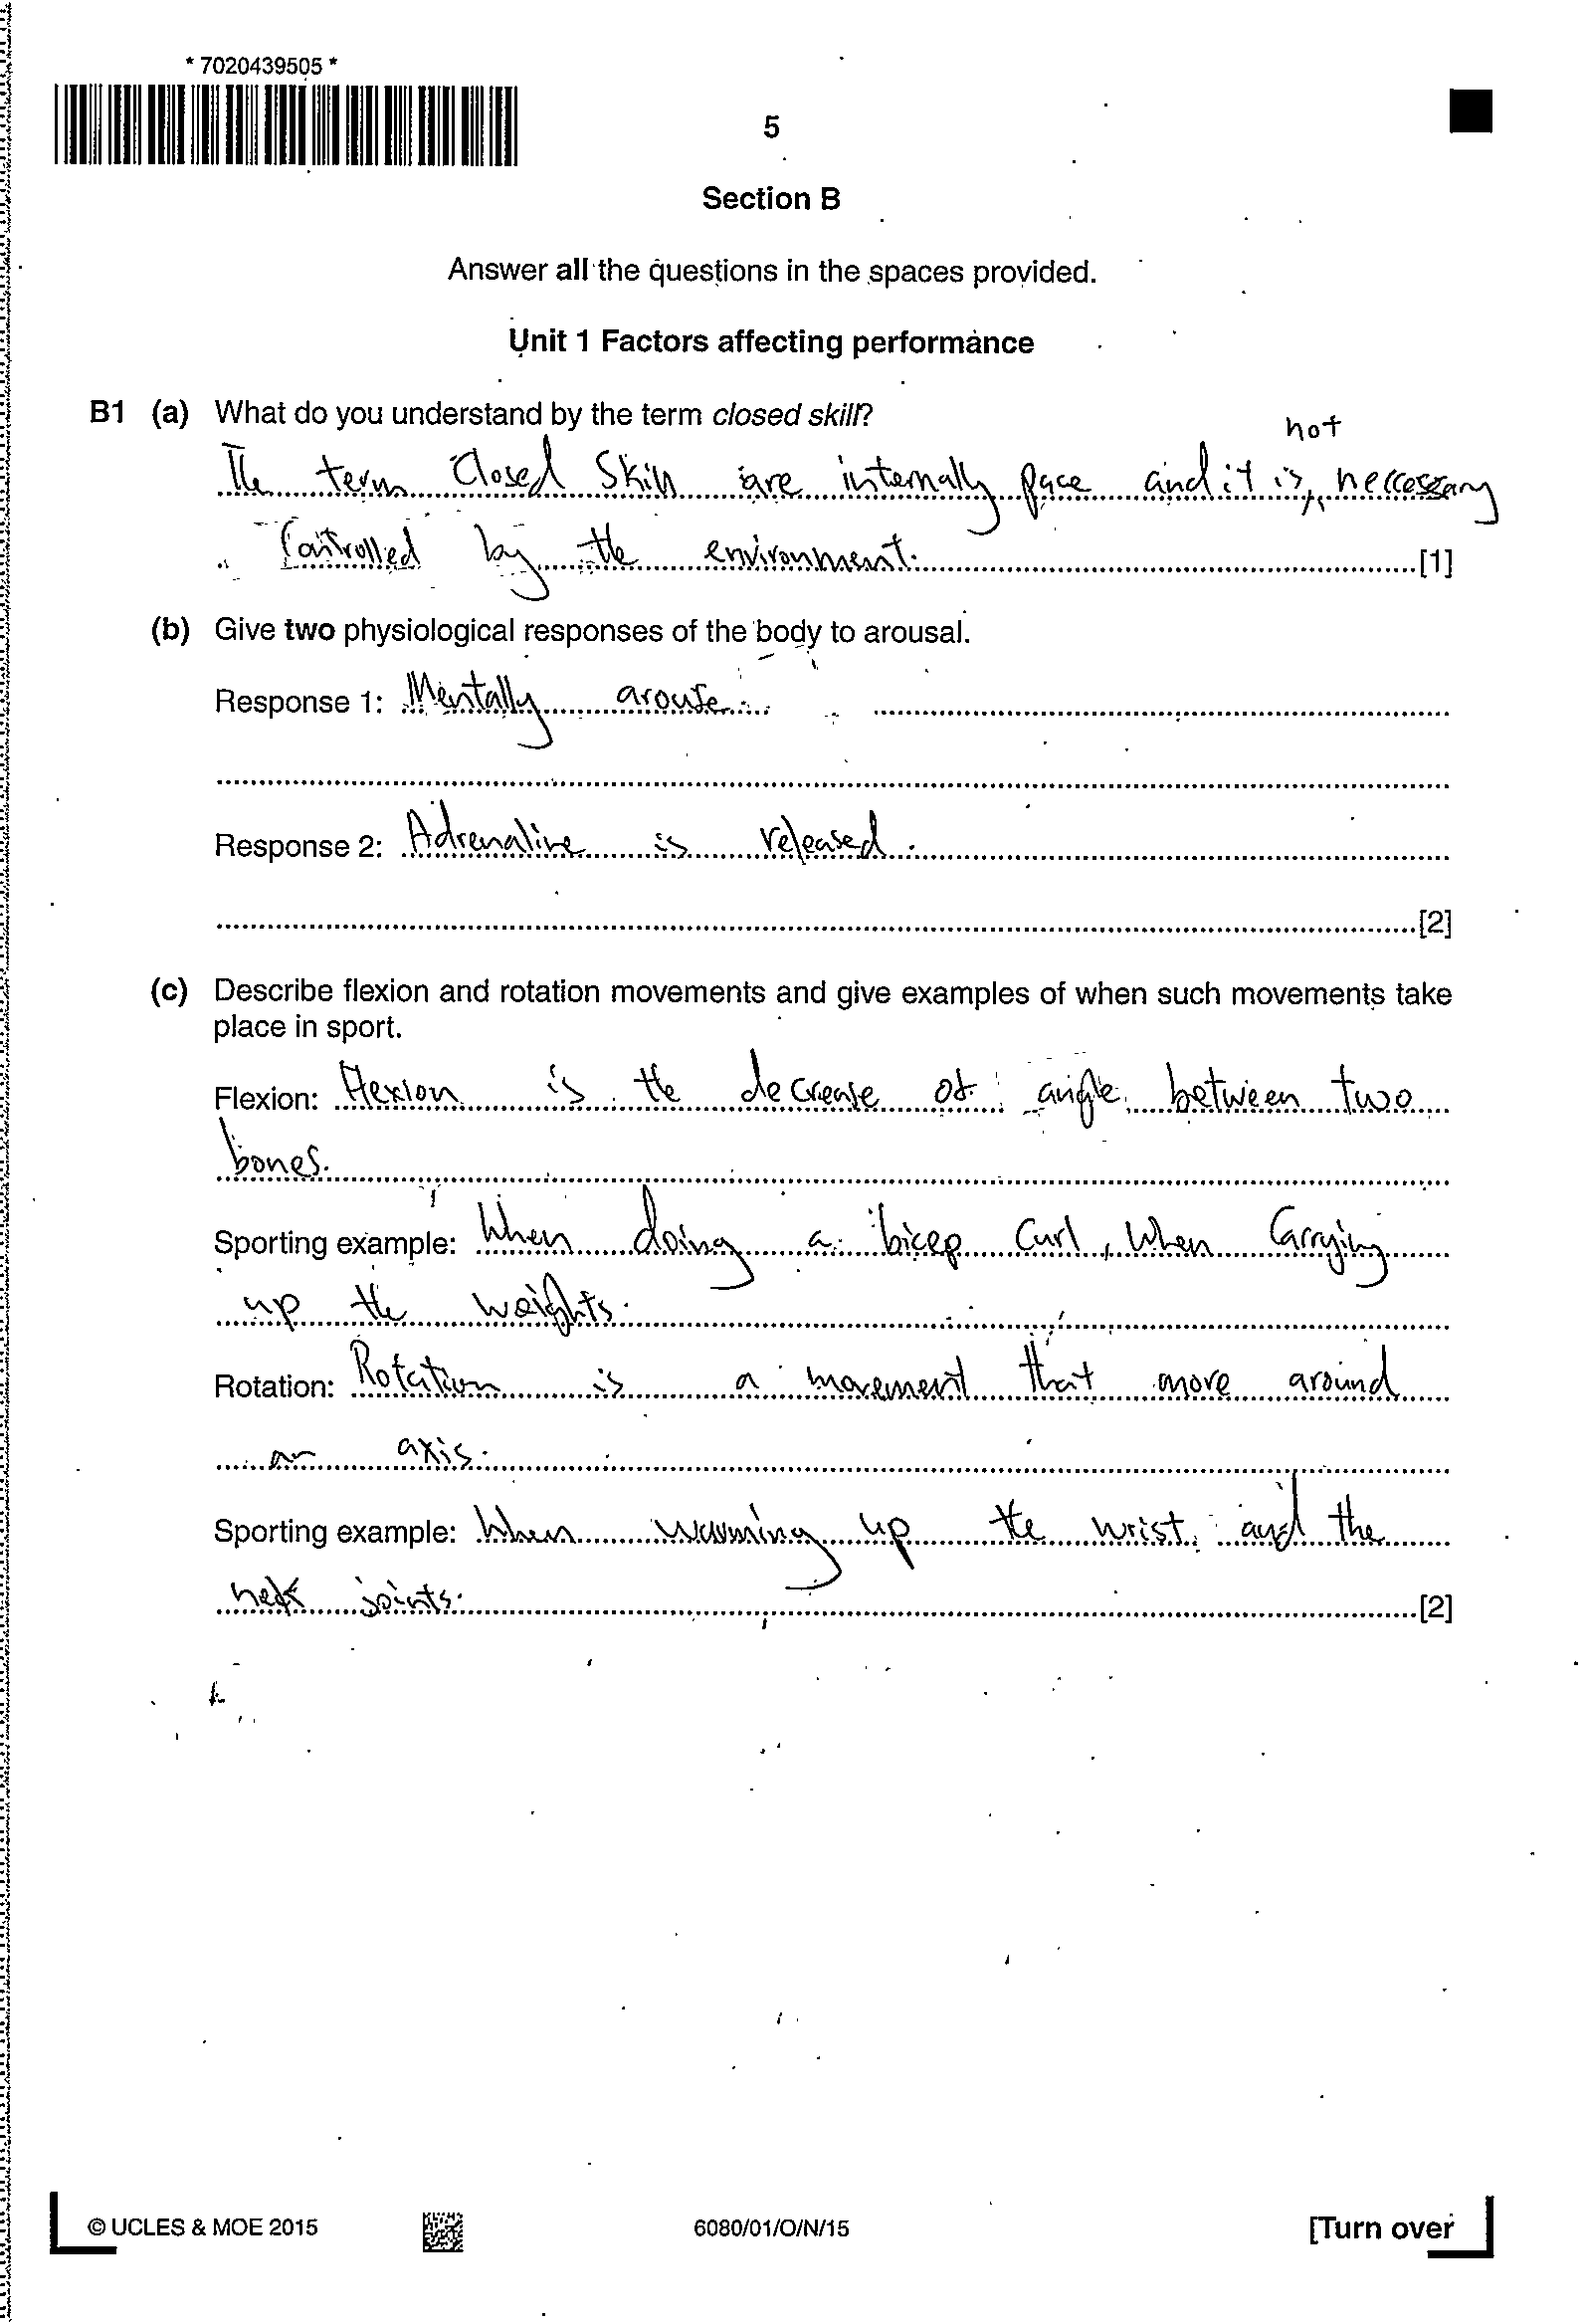 * 7020439505 *
5
Section B
Answer all the questions in the spaces provided.
Unit 1 Factors affecting performance
B1 (a) What do you understand by the term closed skill?
not
The term Closed Skill are internally pace and it is neccessary
Controlled by the environment. [1]
(b) Give two physiological responses of the body to arousal.
Response 1: Mentally arouse.
Response 2: Adrenaline is released.
[2]
(c) Describe flexion and rotation movements and give examples of when such movements take
place in sport.
Flexion: Flexion is the decrease of angle between two
bones.
Sporting example: When doing a bicep Curl, When Carrying
up the weights.
Rotation: Rotation is a movement that move around
an axis.
Sporting example: When warming up the wrist and the
neck joints. [2]
© UCLES & MOE 2015
6080/01/O/N/15
[Turn over